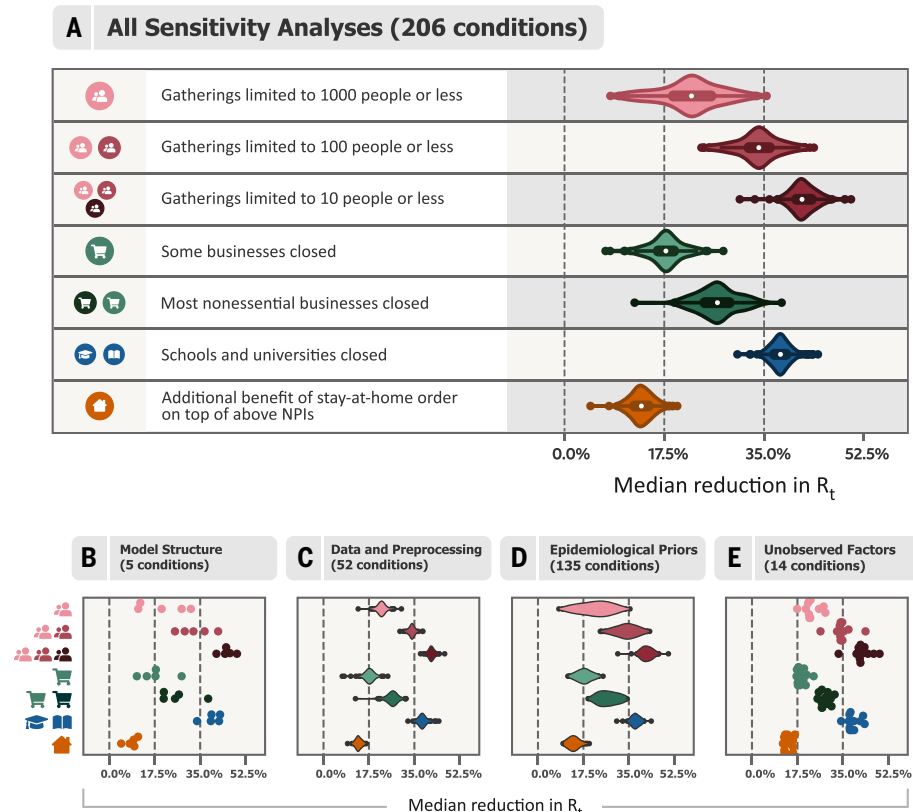 A All Sensitivity Analyses (206 conditions)
Gatherings limited to 1000 people or less
Gatherings limited to 100 people or less
Gatherings limited to 10 people or less
Some businesses closed
Most nonessential businesses closed
Schools and universities closed
Additional benefit of stay-at-home order
on top of above NPIs
0.0% 17.5% 35.0% 52.5%
Median reduction in Rt
B Model Structure
(5 conditions)
C Data and Preprocessing
(52 conditions)
D Epidemiological Priors
(135 conditions)
E Unobserved Factors
(14 conditions)
0.0% 17.5% 35.0% 52.5% 0.0% 17.5% 35.0% 52.5% 0.0% 17.5% 35.0% 52.5% 0.0% 17.5% 35.0% 52.5%
Median reduction in Rt